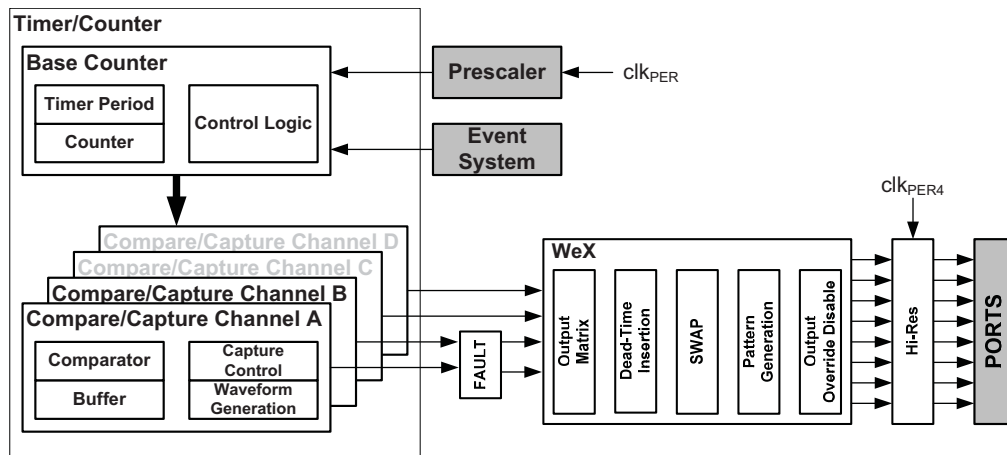 Timer/Counter
Base Counter
Timer Period
Counter
Control Logic
Prescaler
clkPER
Event
System
clkPER4
Compare/Capture Channel D
Compare/Capture Channel C
Compare/Capture Channel B
Compare/Capture Channel A
Comparator
Buffer
Capture
Control
Waveform
Generation
FAULT
WeX
Output
Matrix
Dead-Time
Insertion
SWAP
Pattern
Generation
Output
Override Disable
Hi-Res
PORTS